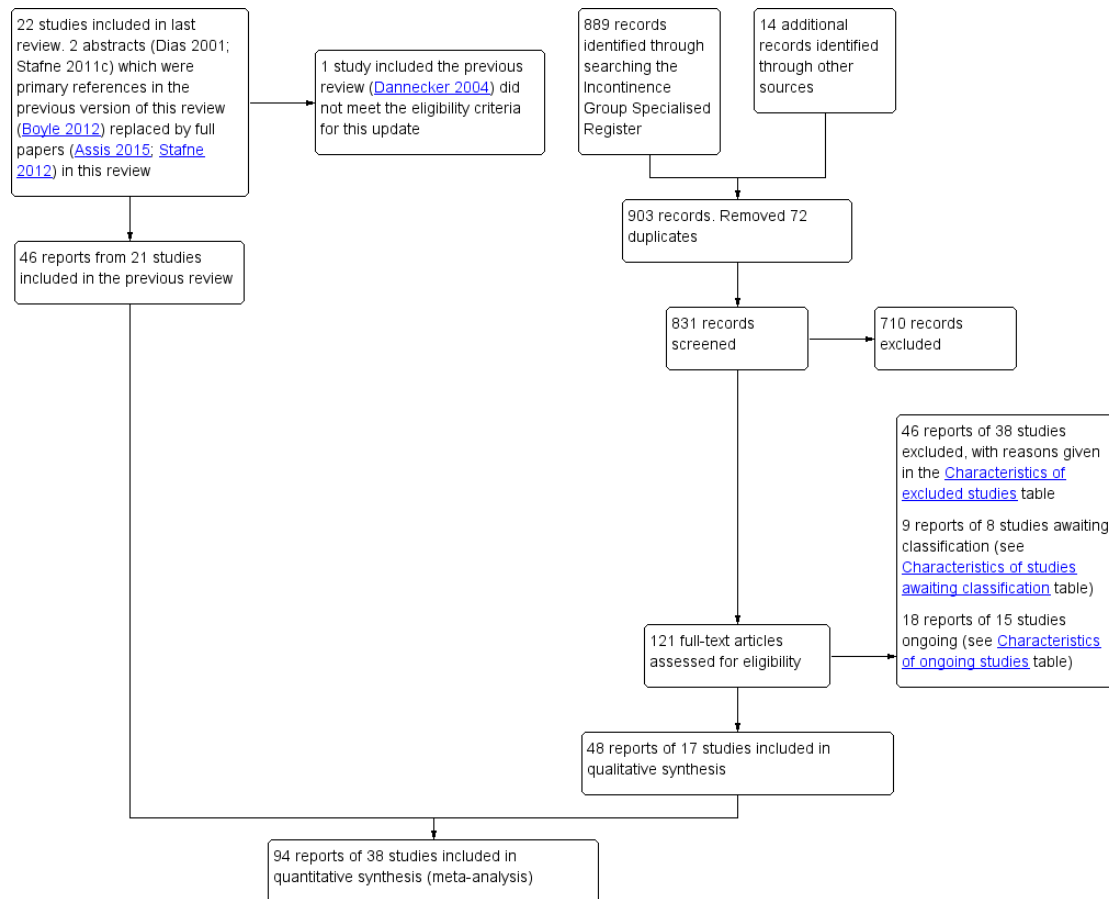 22 studies included in last
review. 2 abstracts (Dias 2001;
Stafne 2011c) which were
primary references in the
previous version of this review
(Boyle 2012) replaced by full
papers (Assis 2015; Stafne
2012) in this review
1 study included the previous
review (Dannecker 2004) did
not meet the eligibility criteria
for this update
889 records
identified through
searching the
Incontinence
Group Specialised
Register
14 additional
records identified
through other
sources
46 reports from 21 studies
included in the previous review
903 records. Removed 72
duplicates
831 records
screened
710 records
excluded
121 full-text articles
assessed for eligibility
46 reports of 38 studies
excluded, with reasons given
in the Characteristics of
excluded studies table
9 reports of 8 studies awaiting
classification (see
Characteristics of studies
awaiting classification table)
18 reports of 15 studies
ongoing (see Characteristics
of ongoing studies table)
48 reports of 17 studies included in
qualitative synthesis
94 reports of 38 studies included in
quantitative synthesis (meta-analysis)